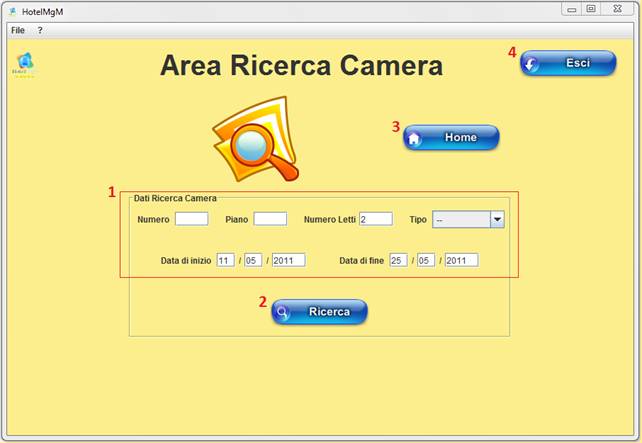 HotelMgM
File ?
Area Ricerca Camera
4 Esci
3 Home
1
Dati Ricerca Camera
Numero Piano Numero Letti 2 Tipo --
Data di inizio 11 / 05 / 2011 Data di fine 25 / 05 / 2011
2 Ricerca